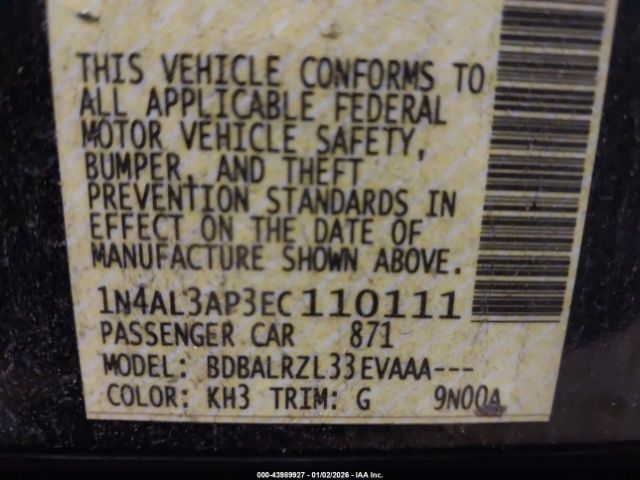 THIS VEHICLE CONFORMS TO
ALL APPLICABLE FEDERAL
MOTOR VEHICLE SAFETY,
BUMPER, AND THEFT
PREVENTION STANDARDS IN
EFFECT ON THE DATE OF
MANUFACTURE SHOWN ABOVE.
1N4AL3AP3EC110111
PASSENGER CAR 871
MODEL: BDBALRZL33EVAAA---
COLOR: KH3 TRIM: G 9N00A
000-43989927 - 01/02/2026 - IAA Inc.